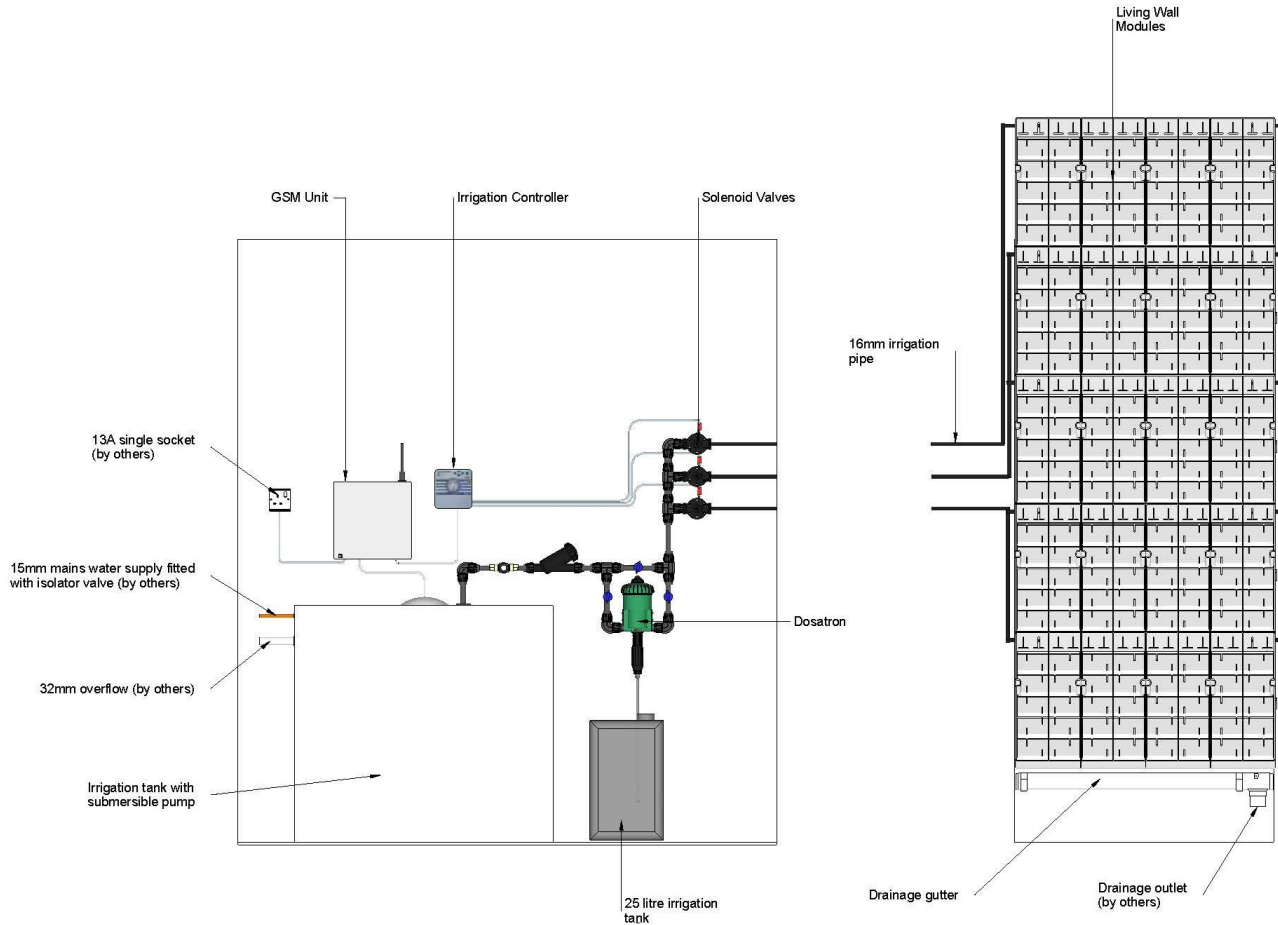 Living Wall
Modules
GSM Unit
Irrigation Controller
Solenoid Valves
16mm irrigation
pipe
13A single socket
(by others)
15mm mains water supply fitted
with isolator valve (by others)
Dosatron
32mm overflow (by others)
Irrigation tank with
submersible pump
25 litre irrigation
tank
Drainage gutter
Drainage outlet
(by others)